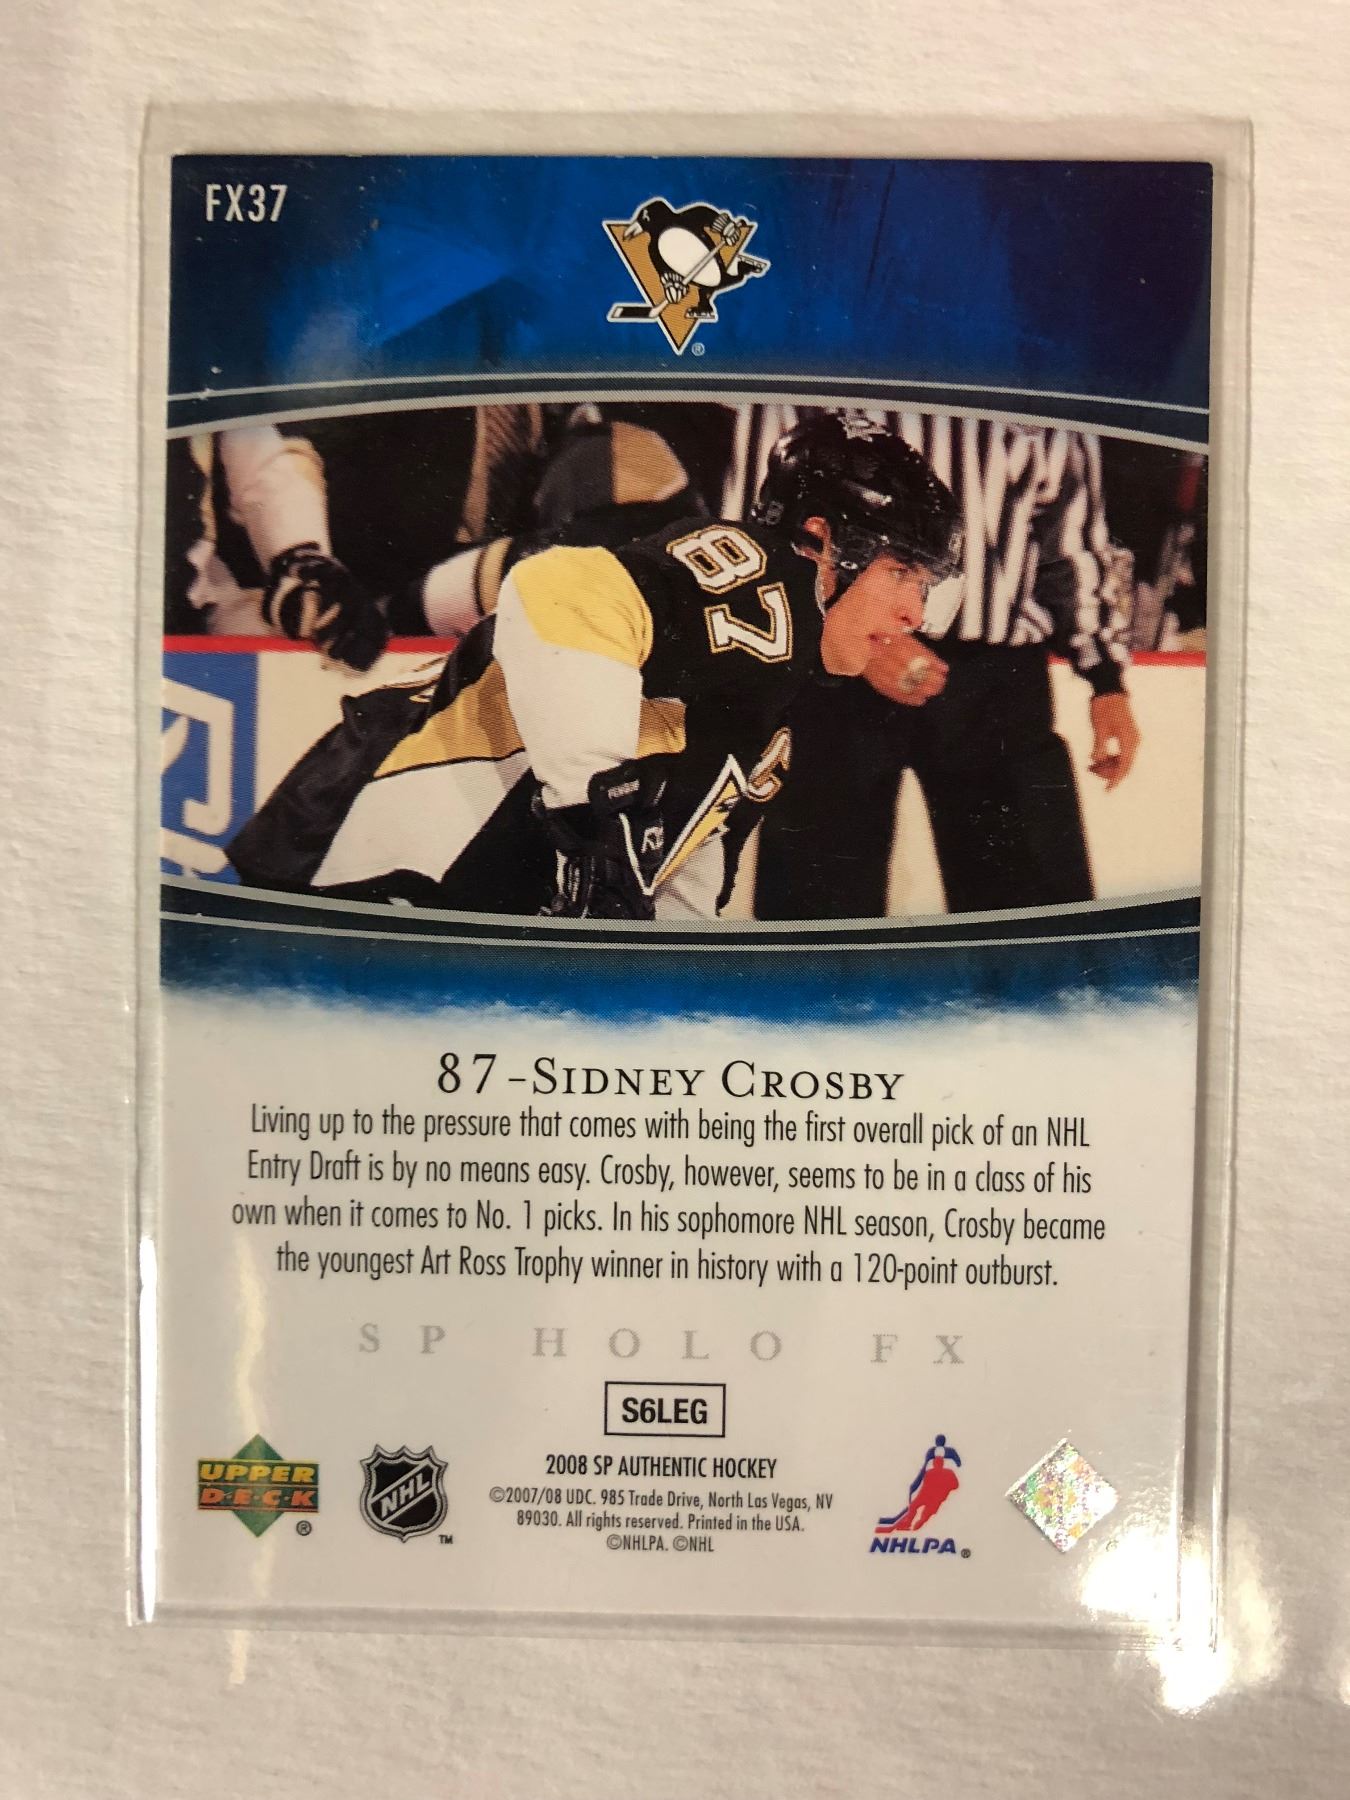 FX37
®
87
C
87 - SIDNEY CROSBY
Living up to the pressure that comes with being the first overall pick of an NHL
Entry Draft is by no means easy. Crosby, however, seems to be in a class of his
own when it comes to No. 1 picks. In his sophomore NHL season, Crosby became
the youngest Art Ross Trophy winner in history with a 120-point outburst.
SP HOLO FX
S6LEG
UPPER
D·E·C·K
®
NHL
TM
2008 SP AUTHENTIC HOCKEY
©2007/08 UDC. 985 Trade Drive, North Las Vegas, NV
89030. All rights reserved. Printed in the USA.
©NHLPA. ©NHL
NHLPA®